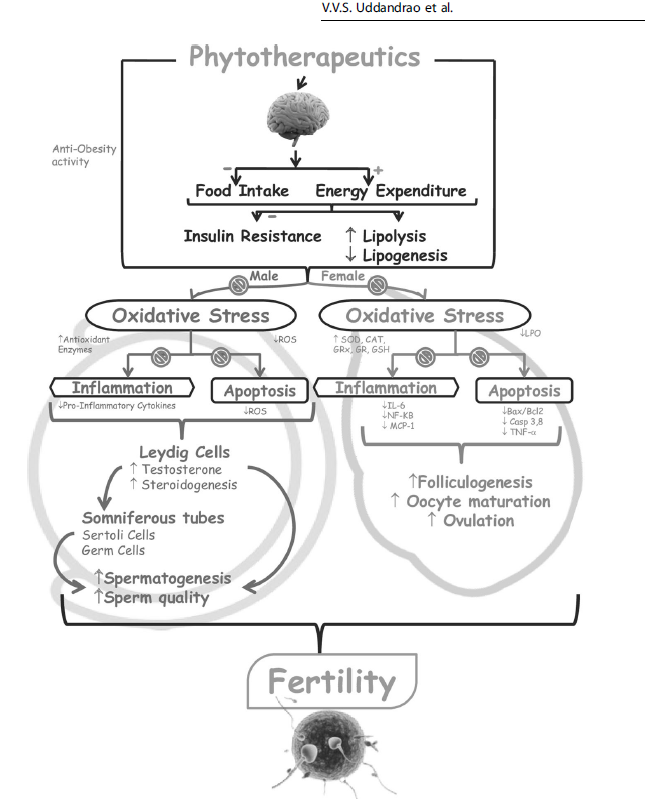 V.V.S. Uddandrao et al.
Phytotherapeutics
Anti-Obesity
activity
−
+
Food Intake
Energy Expenditure
−
Insulin Resistance
↑ Lipolysis
↓ Lipogenesis
Male
Female
Oxidative Stress
↑Antioxidant
Enzymes
↓ROS
Oxidative Stress
↑ SOD, CAT,
GRx, GR, GSH
↓LPO
Inflammation
↓Pro-Inflammatory Cytokines
Apoptosis
↓ROS
Inflammation
↓IL-6
↓NF-KB
↓ MCP-1
Apoptosis
↓Bax/Bcl2
↓ Casp 3,8
↓ TNF-α
Leydig Cells
↑ Testosterone
↑ Steroidogenesis
Somniferous tubes
Sertoli Cells
Germ Cells
↑Spermatogenesis
↑Sperm quality
↑Folliculogenesis
↑ Oocyte maturation
↑ Ovulation
Fertility